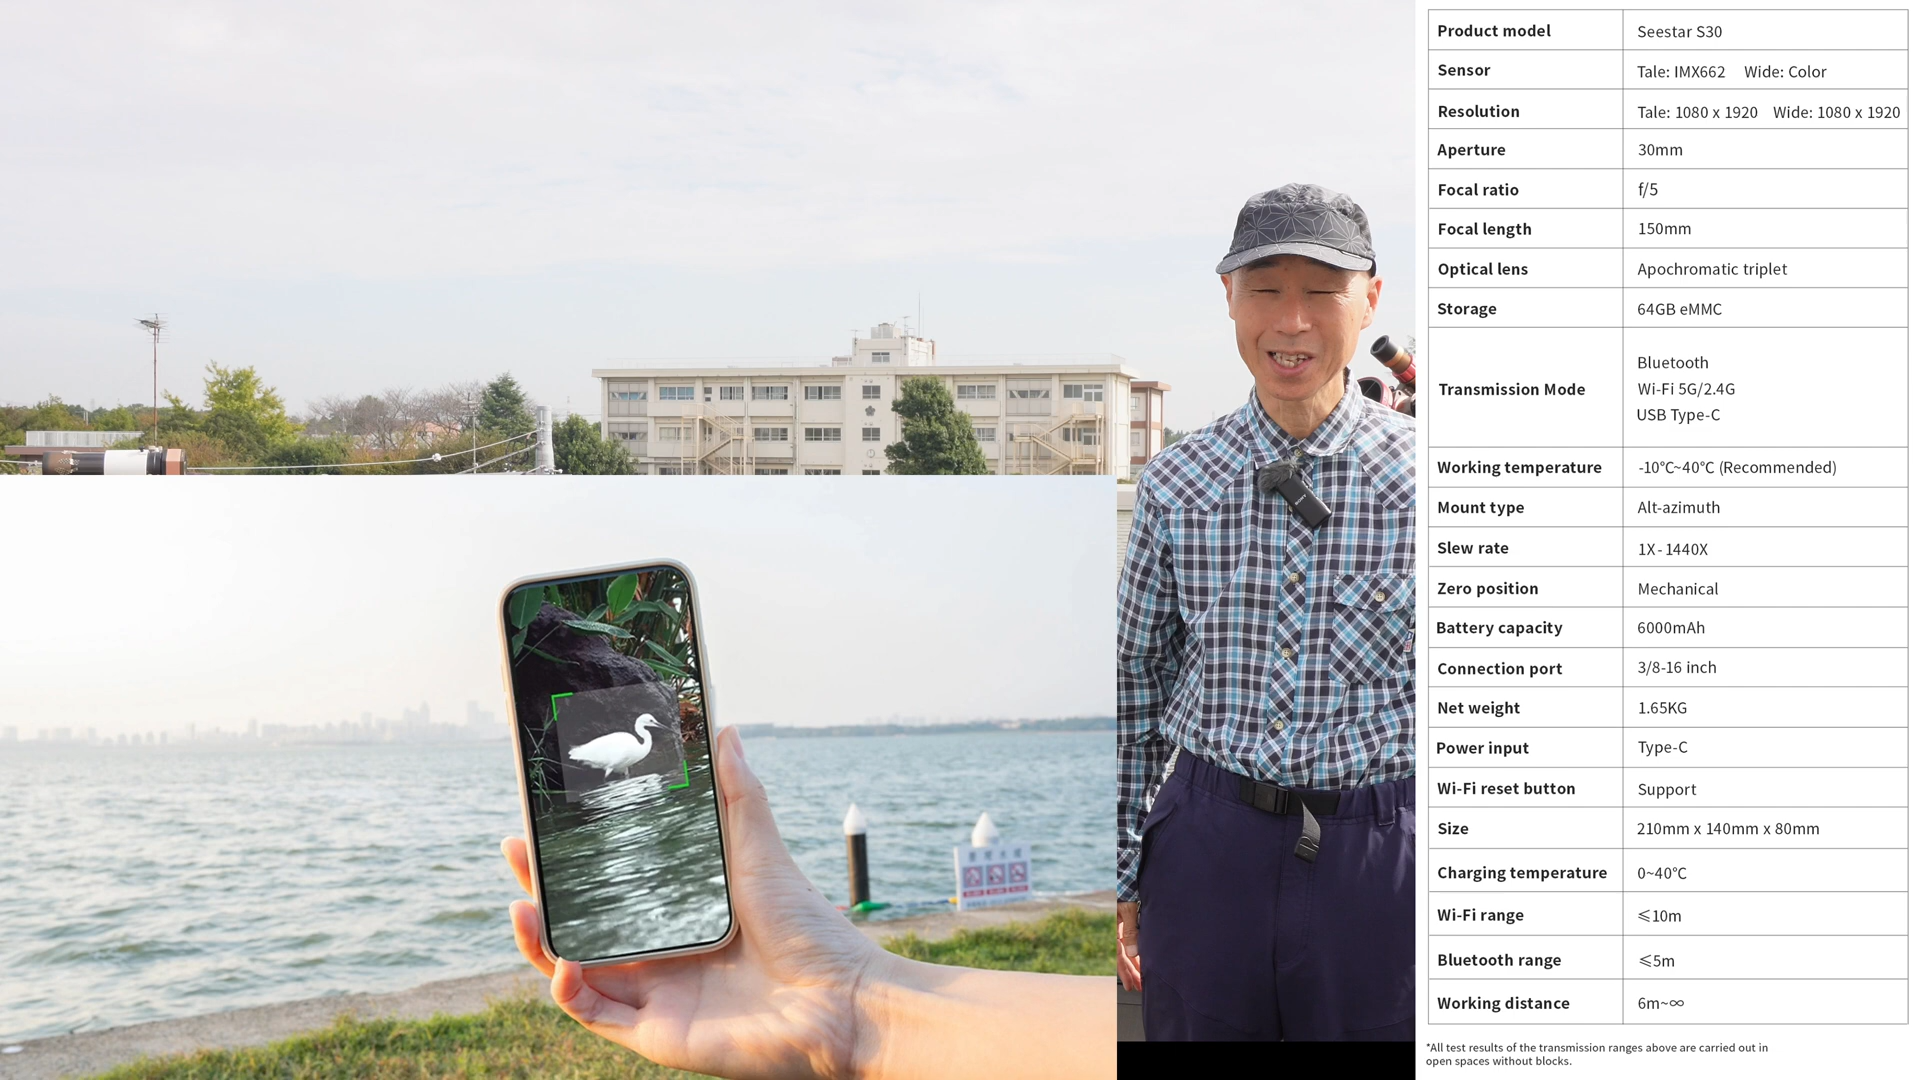 Product model Seestar S30
Sensor Tale: IMX662 Wide: Color
Resolution Tale: 1080 x 1920 Wide: 1080 x 1920
Aperture 30mm
Focal ratio f/5
Focal length 150mm
Optical lens Apochromatic triplet
Storage 64GB eMMC
Transmission Mode
Bluetooth
Wi-Fi 5G/2.4G
USB Type-C
Working temperature -10℃~40℃ (Recommended)
Mount type Alt-azimuth
Slew rate 1X - 1440X
Zero position Mechanical
Battery capacity 6000mAh
Connection port 3/8-16 inch
Net weight 1.65KG
Power input Type-C
Wi-Fi reset button Support
Size 210mm x 140mm x 80mm
Charging temperature 0~40℃
Wi-Fi range ⩽10m
Bluetooth range ⩽5m
Working distance 6m~∞
*All test results of the transmission ranges above are carried out in
open spaces without blocks.
SONY